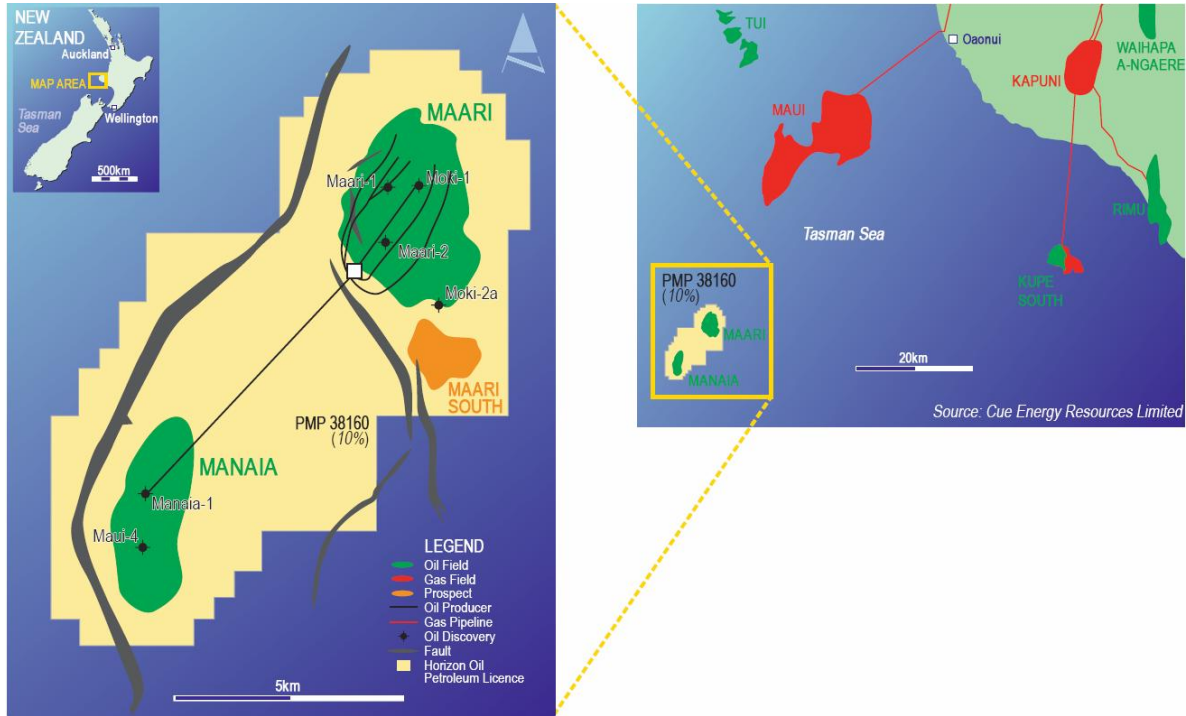 NEW
ZEALAND
Auckland
MAP AREA
Tasman
Sea
Wellington
500km
MAARI
Maari-1
Moki-1
Maari-2
Moki-2a
MAARI
SOUTH
PMP 38160
(10%)
MANAIA
Manaia-1
Maui-4
LEGEND
Oil Field
Gas Field
Prospect
Oil Producer
Gas Pipeline
Oil Discovery
Fault
Horizon Oil
Petroleum Licence
5km
TUI
Oaonui
WAIHAPA
A-NGAERE
KAPUNI
MAUI
RIMU
Tasman Sea
KUPE
SOUTH
PMP 38160
(10%)
MAARI
MANAIA
20km
Source: Cue Energy Resources Limited